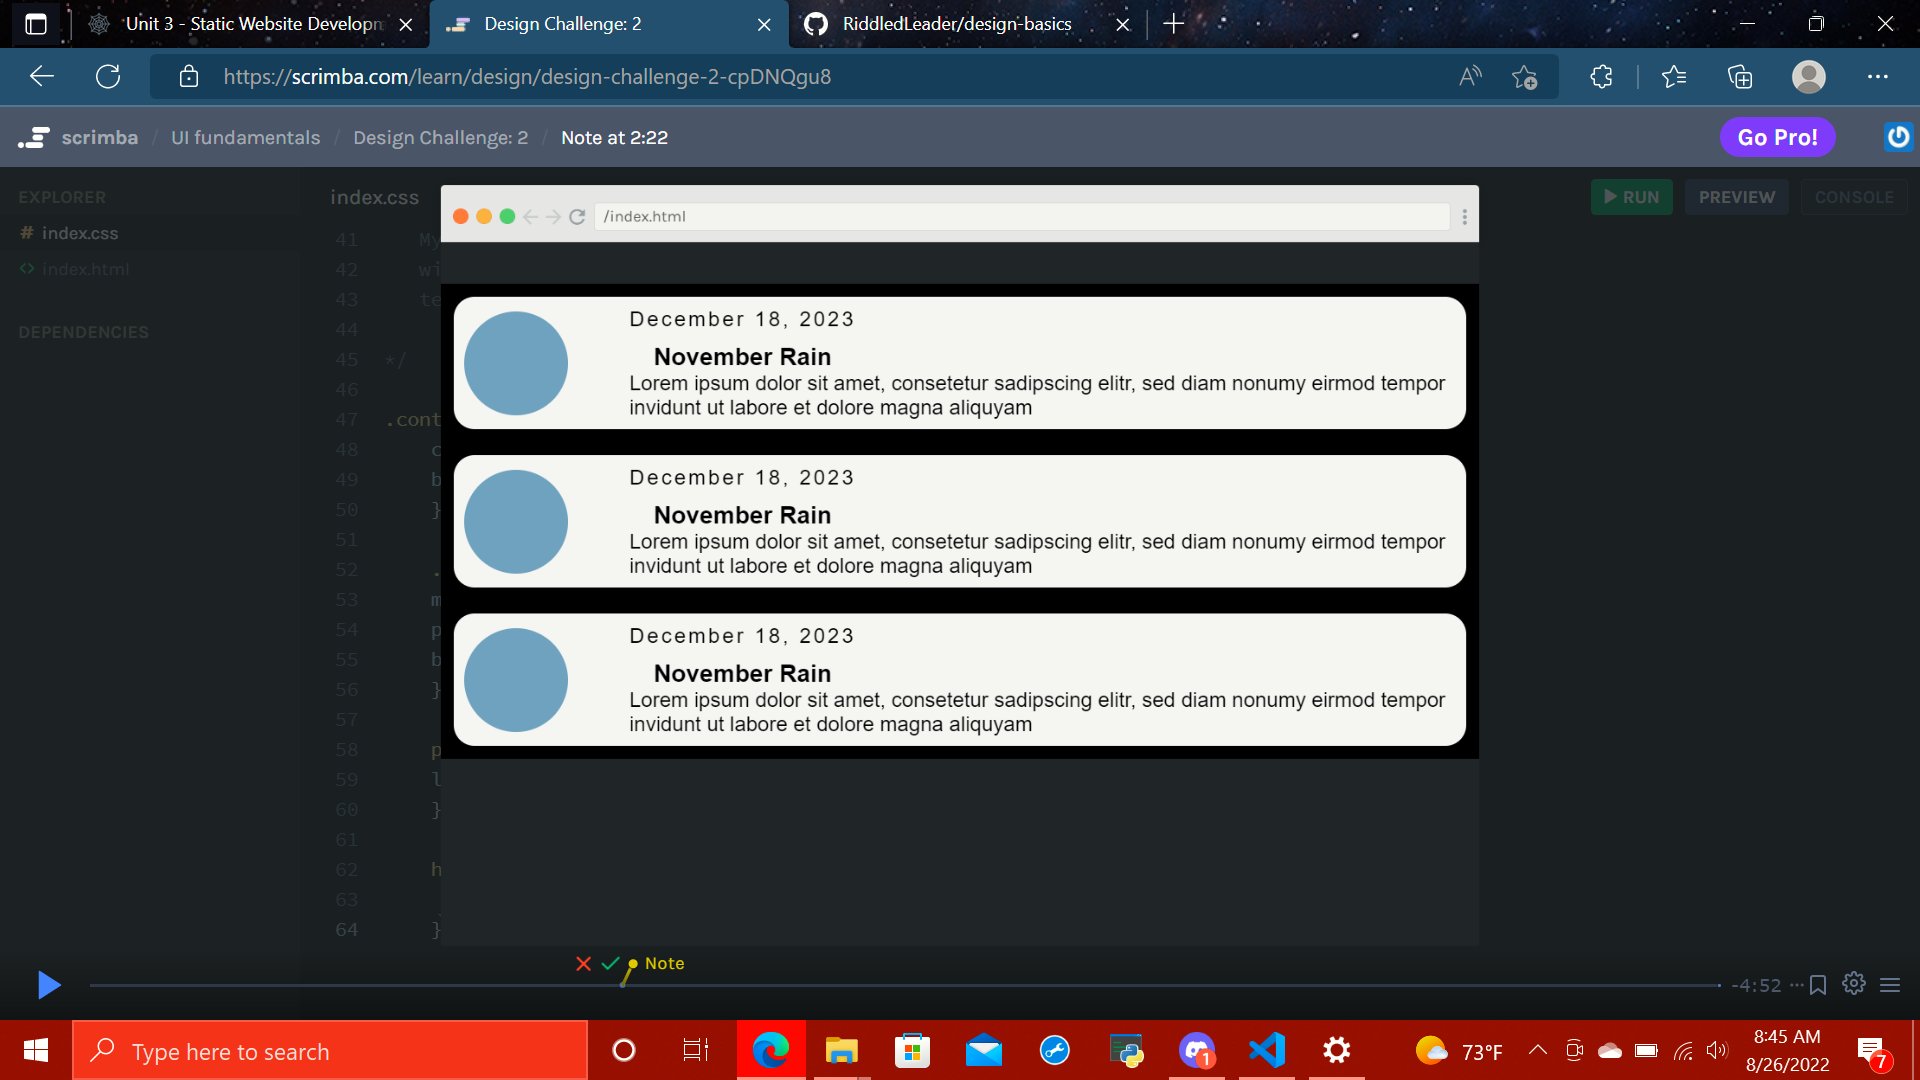 Unit 3 - Static Website Developm
Design Challenge: 2
RiddledLeader/design-basics
https://scrimba.com/learn/design/design-challenge-2-cpDNQgu8
scrimba / UI fundamentals / Design Challenge: 2 / Note at 2:22
Go Pro!
EXPLORER
# index.css
<> index.html
DEPENDENCIES
index.css
RUN
PREVIEW
CONSOLE
/index.html
41 My
42 wi
43 te
44
45 */
46
47 .cont
48 c
49 b
50 }
51
52 .
53 m
54 p
55 b
56 }
57
58 p
59 l
60 }
61
62 h
63
64 }
December 18, 2023
November Rain
Lorem ipsum dolor sit amet, consetetur sadipscing elitr, sed diam nonumy eirmod tempor
invidunt ut labore et dolore magna aliquyam
December 18, 2023
November Rain
Lorem ipsum dolor sit amet, consetetur sadipscing elitr, sed diam nonumy eirmod tempor
invidunt ut labore et dolore magna aliquyam
December 18, 2023
November Rain
Lorem ipsum dolor sit amet, consetetur sadipscing elitr, sed diam nonumy eirmod tempor
invidunt ut labore et dolore magna aliquyam
Note
-4:52
Type here to search
1
73°F
8:45 AM
8/26/2022
7